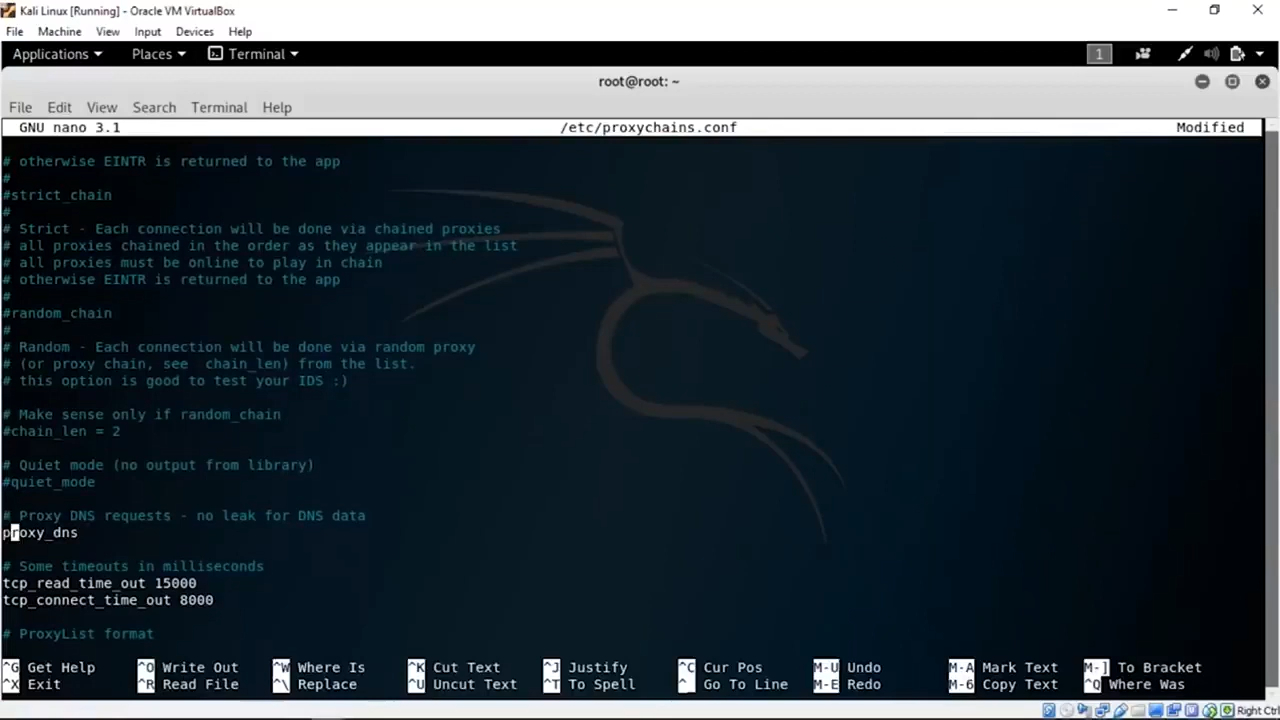 Kali Linux [Running] - Oracle VM VirtualBox
File Machine View Input Devices Help
Applications Places Terminal 1
root@root: ~
File Edit View Search Terminal Help
GNU nano 3.1 /etc/proxychains.conf Modified
# otherwise EINTR is returned to the app
#
#strict_chain
#
# Strict - Each connection will be done via chained proxies
# all proxies chained in the order as they appear in the list
# all proxies must be online to play in chain
# otherwise EINTR is returned to the app
#
#random_chain
#
# Random - Each connection will be done via random proxy
# (or proxy chain, see  chain_len) from the list.
# this option is good to test your IDS :)
# Make sense only if random_chain
#chain_len = 2
# Quiet mode (no output from library)
#quiet_mode
# Proxy DNS requests - no leak for DNS data
proxy_dns
# Some timeouts in milliseconds
tcp_read_time_out 15000
tcp_connect_time_out 8000
# ProxyList format
^G Get Help ^O Write Out ^W Where Is ^K Cut Text ^J Justify ^C Cur Pos M-U Undo M-A Mark Text M-] To Bracket
^X Exit ^R Read File ^\ Replace ^U Uncut Text ^T To Spell ^_ Go To Line M-E Redo M-6 Copy Text ^Q Where Was
Right Ctrl